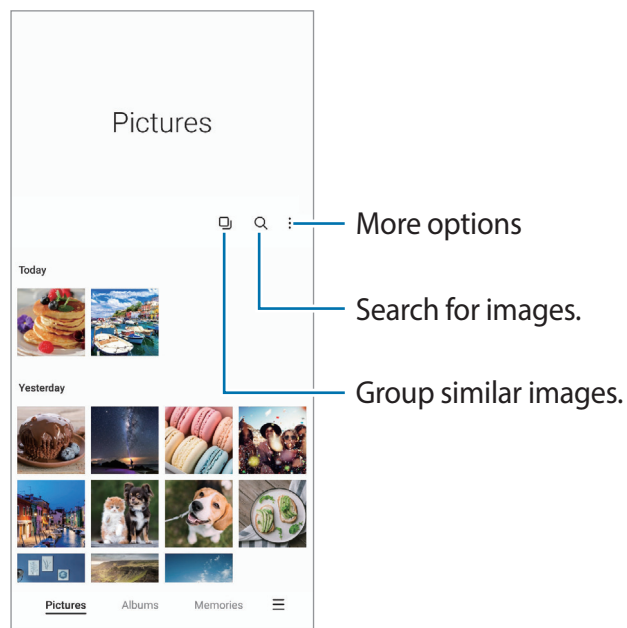 Pictures
More options
Today
Search for images.
Yesterday
Group similar images.
Pictures Albums Memories